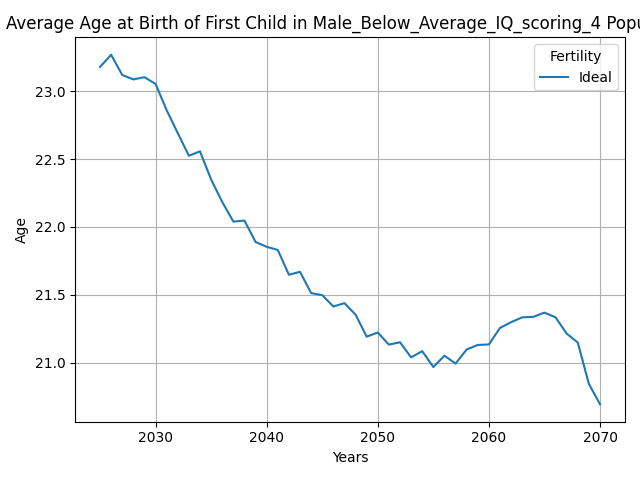 Average Age at Birth of First Child in Male_Below_Average_IQ_scoring_4 Popu
Fertility
Ideal
23.0
22.5
22.0
21.5
21.0
Age
2030 2040 2050 2060 2070
Years